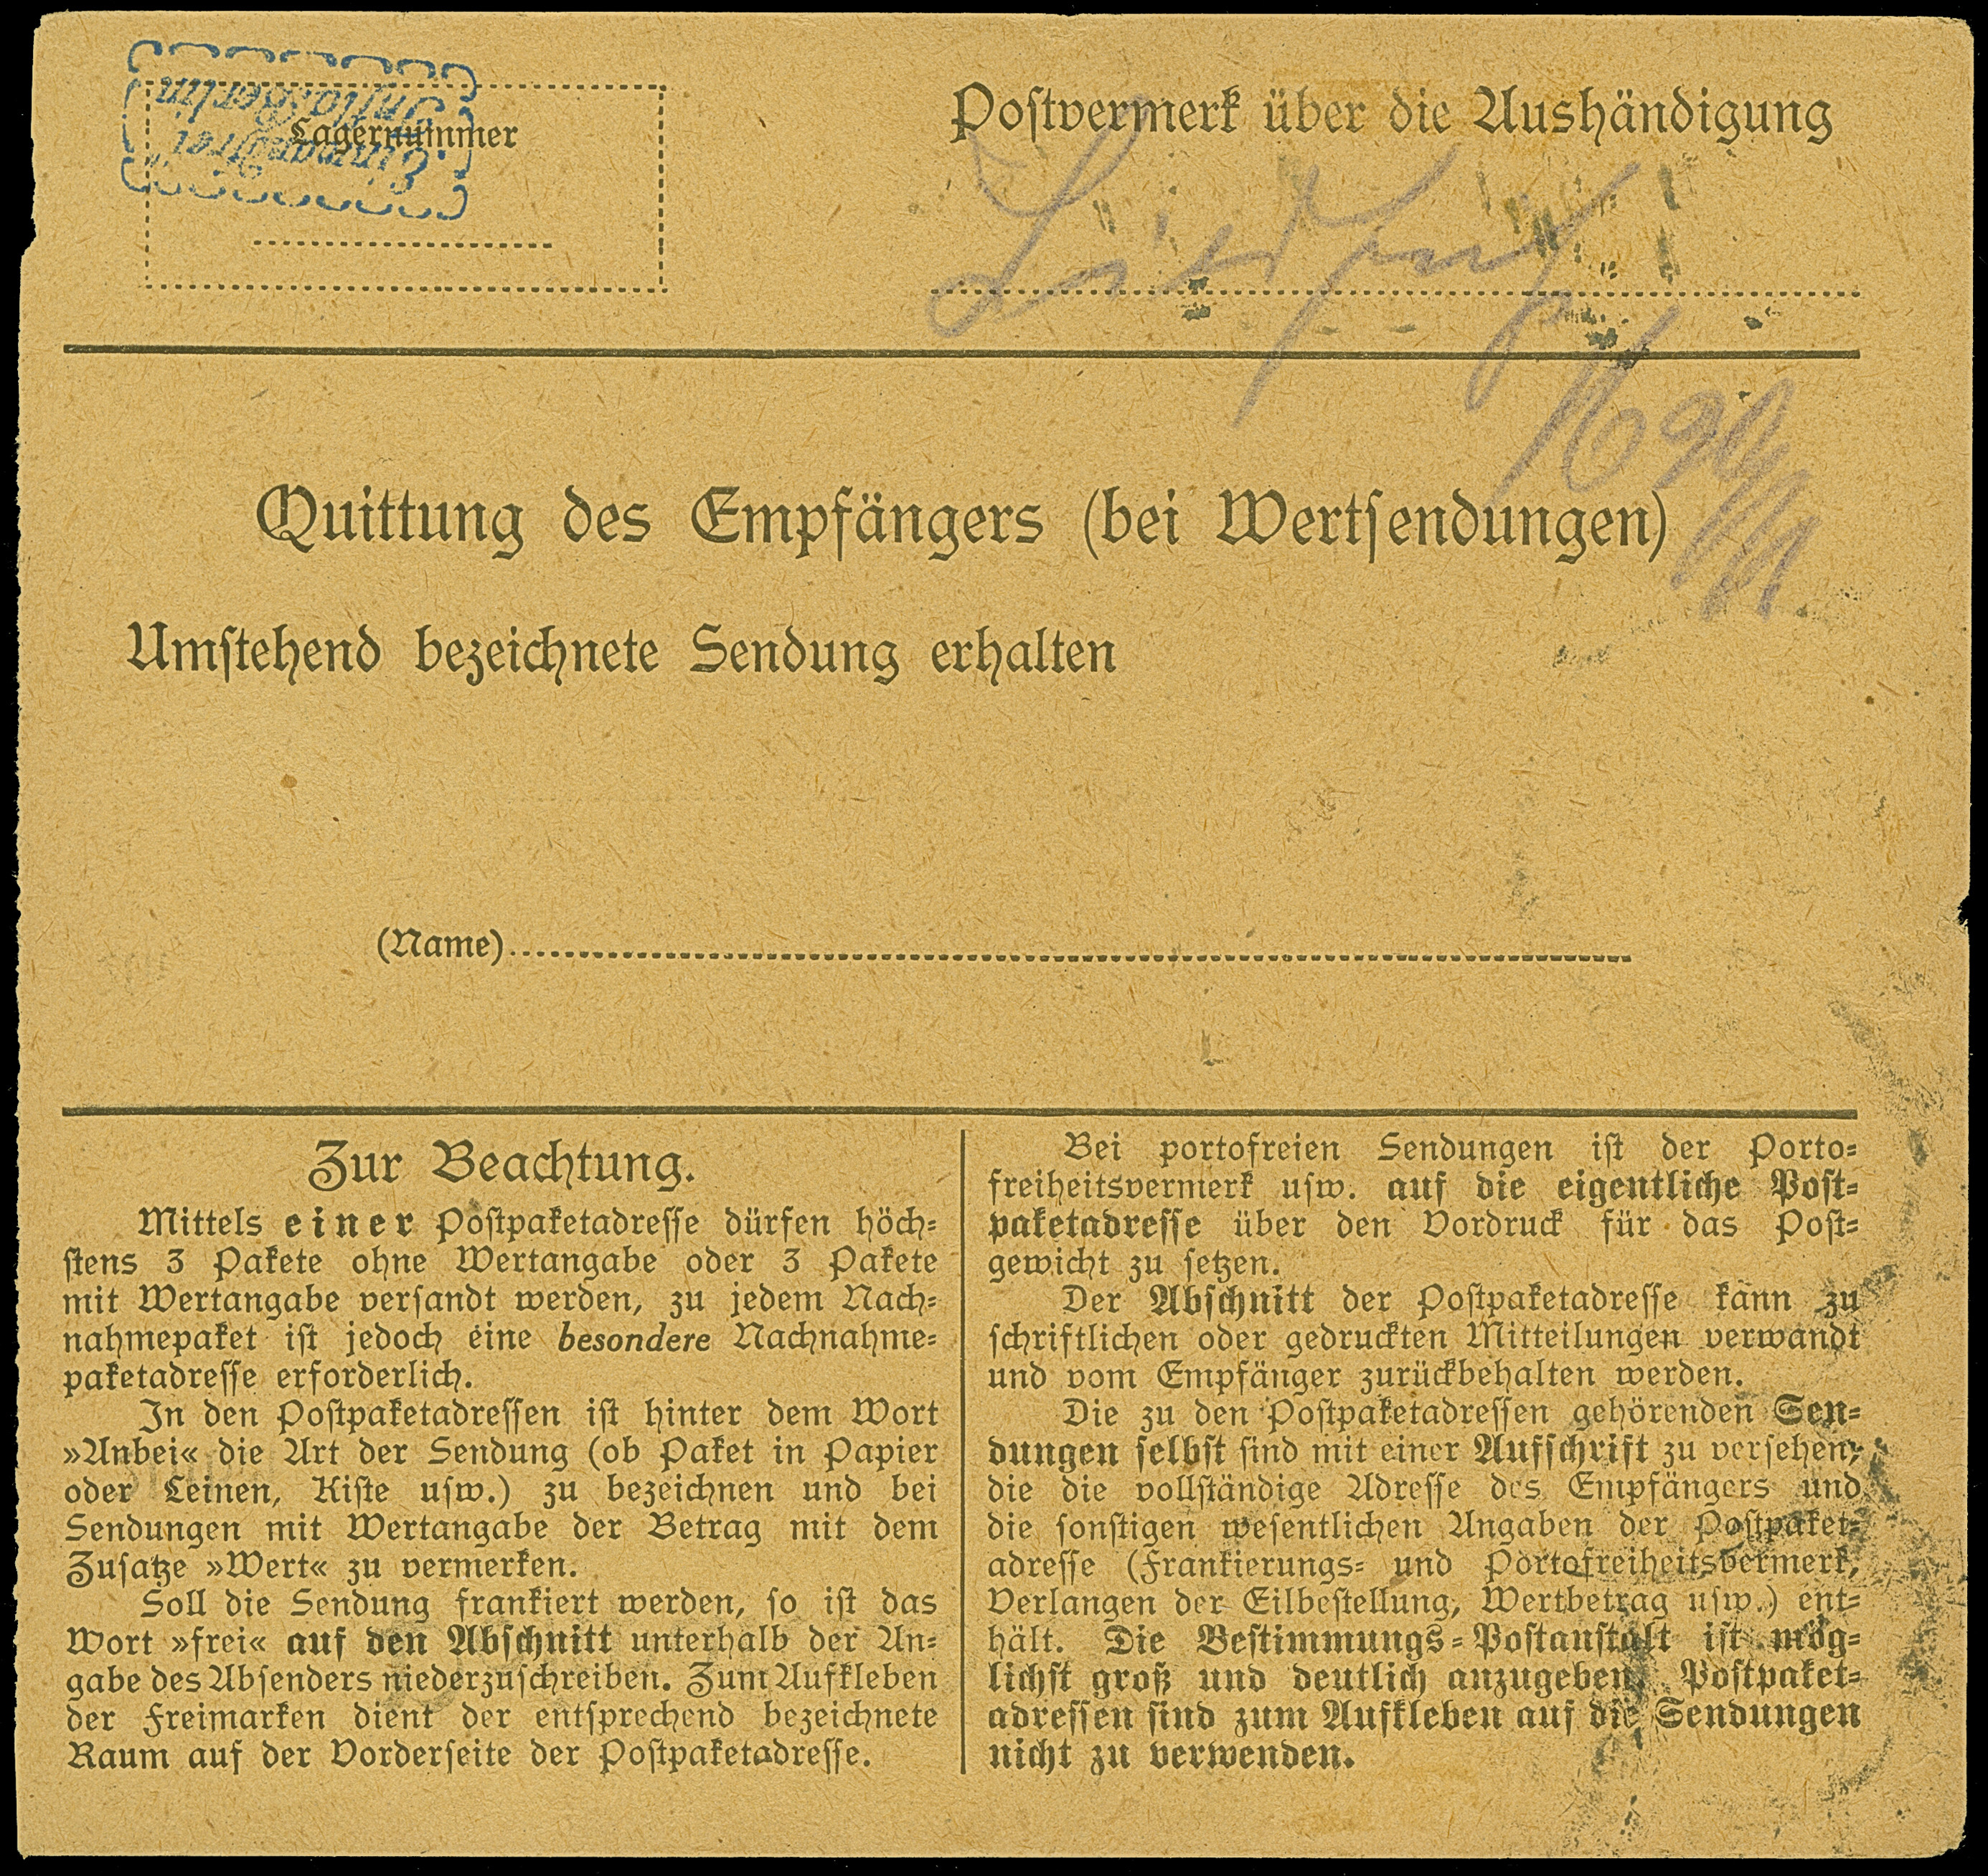 Einwandfrei
Infla-Berlin
Lagernummer
Poſtvermerk über die Aushändigung
Quittung des Empfängers (bei Wertſendungen)
Umſtehend bezeichnete Sendung erhalten
(Name)
Zur Beachtung.
Mittels einer Poſtpaketadreſſe dürfen höch⸗
ſtens 3 Pakete ohne Wertangabe oder 3 Pakete
mit Wertangabe verſandt werden, zu jedem Nach⸗
nahmepaket iſt jedoch eine besondere Nachnahme⸗
paketadreſſe erforderlich.
In den Poſtpaketadreſſen iſt hinter dem Wort
»Anbei« die Art der Sendung (ob Paket in Papier
oder Leinen, Kiſte uſw.) zu bezeichnen und bei
Sendungen mit Wertangabe der Betrag mit dem
Zuſatze »Wert« zu vermerken.
Soll die Sendung frankiert werden, ſo iſt das
Wort »frei« auf den Abſchnitt unterhalb der An⸗
gabe des Abſenders niederzuſchreiben. Zum Aufkleben
der Freimarken dient der entſprechend bezeichnete
Raum auf der Vorderſeite der Poſtpaketadreſſe.
Bei portofreien Sendungen iſt der Porto⸗
freiheitsvermerk uſw. auf die eigentliche Poſt⸗
paketadreſſe über den Vordruck für das Poſt⸗
gewicht zu ſetzen.
Der Abſchnitt der Poſtpaketadreſſe kann zu
ſchriftlichen oder gedruckten Mitteilungen verwandt
und vom Empfänger zurückbehalten werden.
Die zu den Poſtpaketadreſſen gehörenden Sen⸗
dungen ſelbſt ſind mit einer Aufſchrift zu verſehen,
die die vollſtändige Adreſſe des Empfängers und
die ſonſtigen weſentlichen Angaben der Poſtpaket⸗
adreſſe (Frankierungs⸗ und Portofreiheitsvermerk,
Verlangen der Eilbeſtellung, Wertbetrag uſw.) ent⸗
hält. Die Beſtimmungs⸗Poſtanſtalt iſt mög⸗
lichſt groß und deutlich anzugeben. Poſtpaket⸗
adreſſen ſind zum Aufkleben auf die Sendungen
nicht zu verwenden.